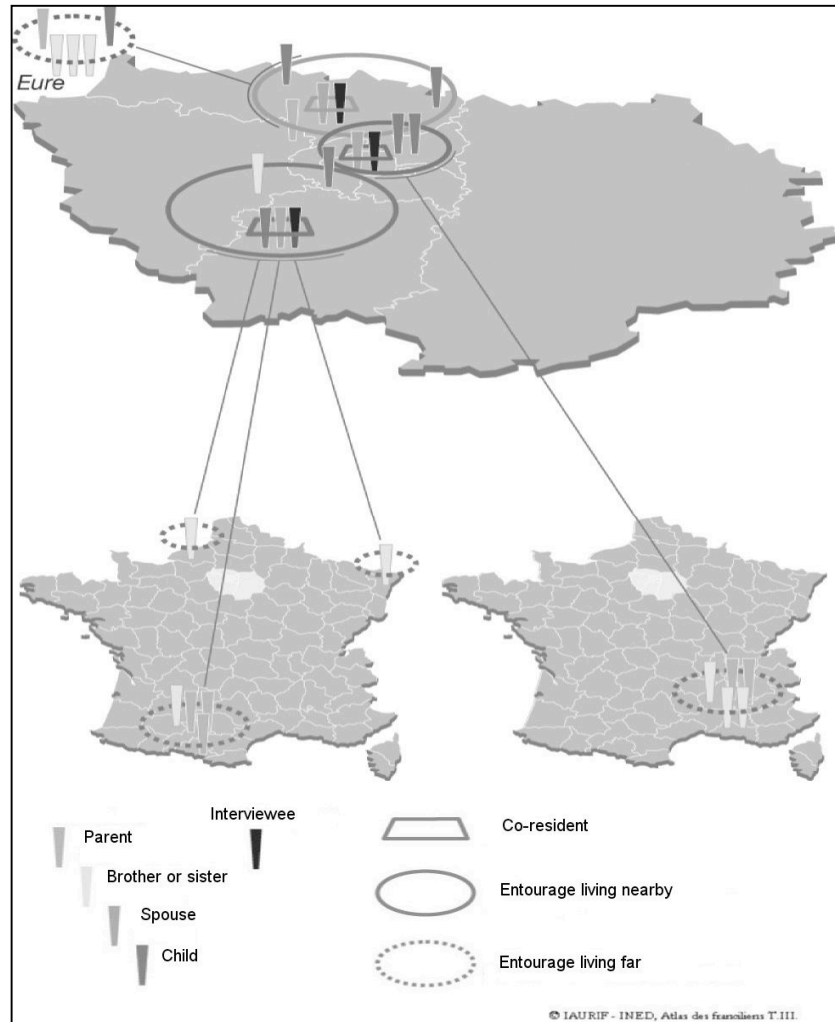 Eure
Interviewee
Parent
Brother or sister
Spouse
Child
Co-resident
Entourage living nearby
Entourage living far
© IAURIF - INED, Atlas des franciliens T.III.